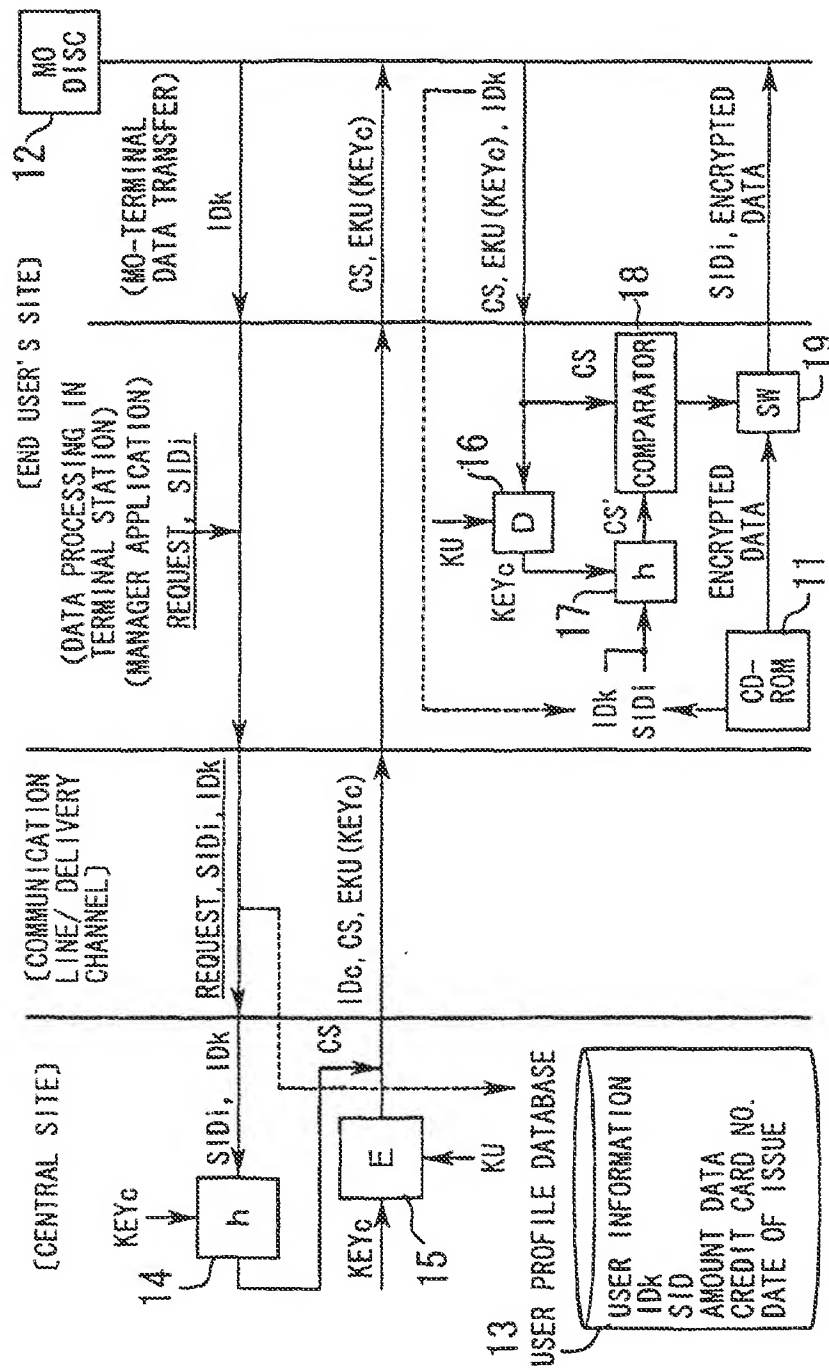 [CENTRAL SITE]
[COMMUNICATION
LINE/ DELIVERY
CHANNEL]
[END USER'S SITE]
(DATA PROCESSING IN
TERMINAL STATION)
(MANAGER APPLICATION)
(MO-TERMINAL
DATA TRANSFER)
12
MO
DISC
KEYc
SIDi, IDk
h
14
REQUEST, SIDi, IDk
REQUEST, SIDi
IDk
CS
KEYc
E
15
KU
IDc, CS, EKU(KEYc)
CS, EKU(KEYc)
CS, EKU(KEYc), IDk
KU
D
16
KEYc
CS
17
h
CS'
COMPARATOR
18
IDk
SIDi
CD-
ROM
11
ENCRYPTED
DATA
SW
19
SIDi, ENCRYPTED
DATA
13
USER PROFILE DATABASE
USER INFORMATION
IDk
SID
AMOUNT DATA
CREDIT CARD NO.
DATE OF ISSUE